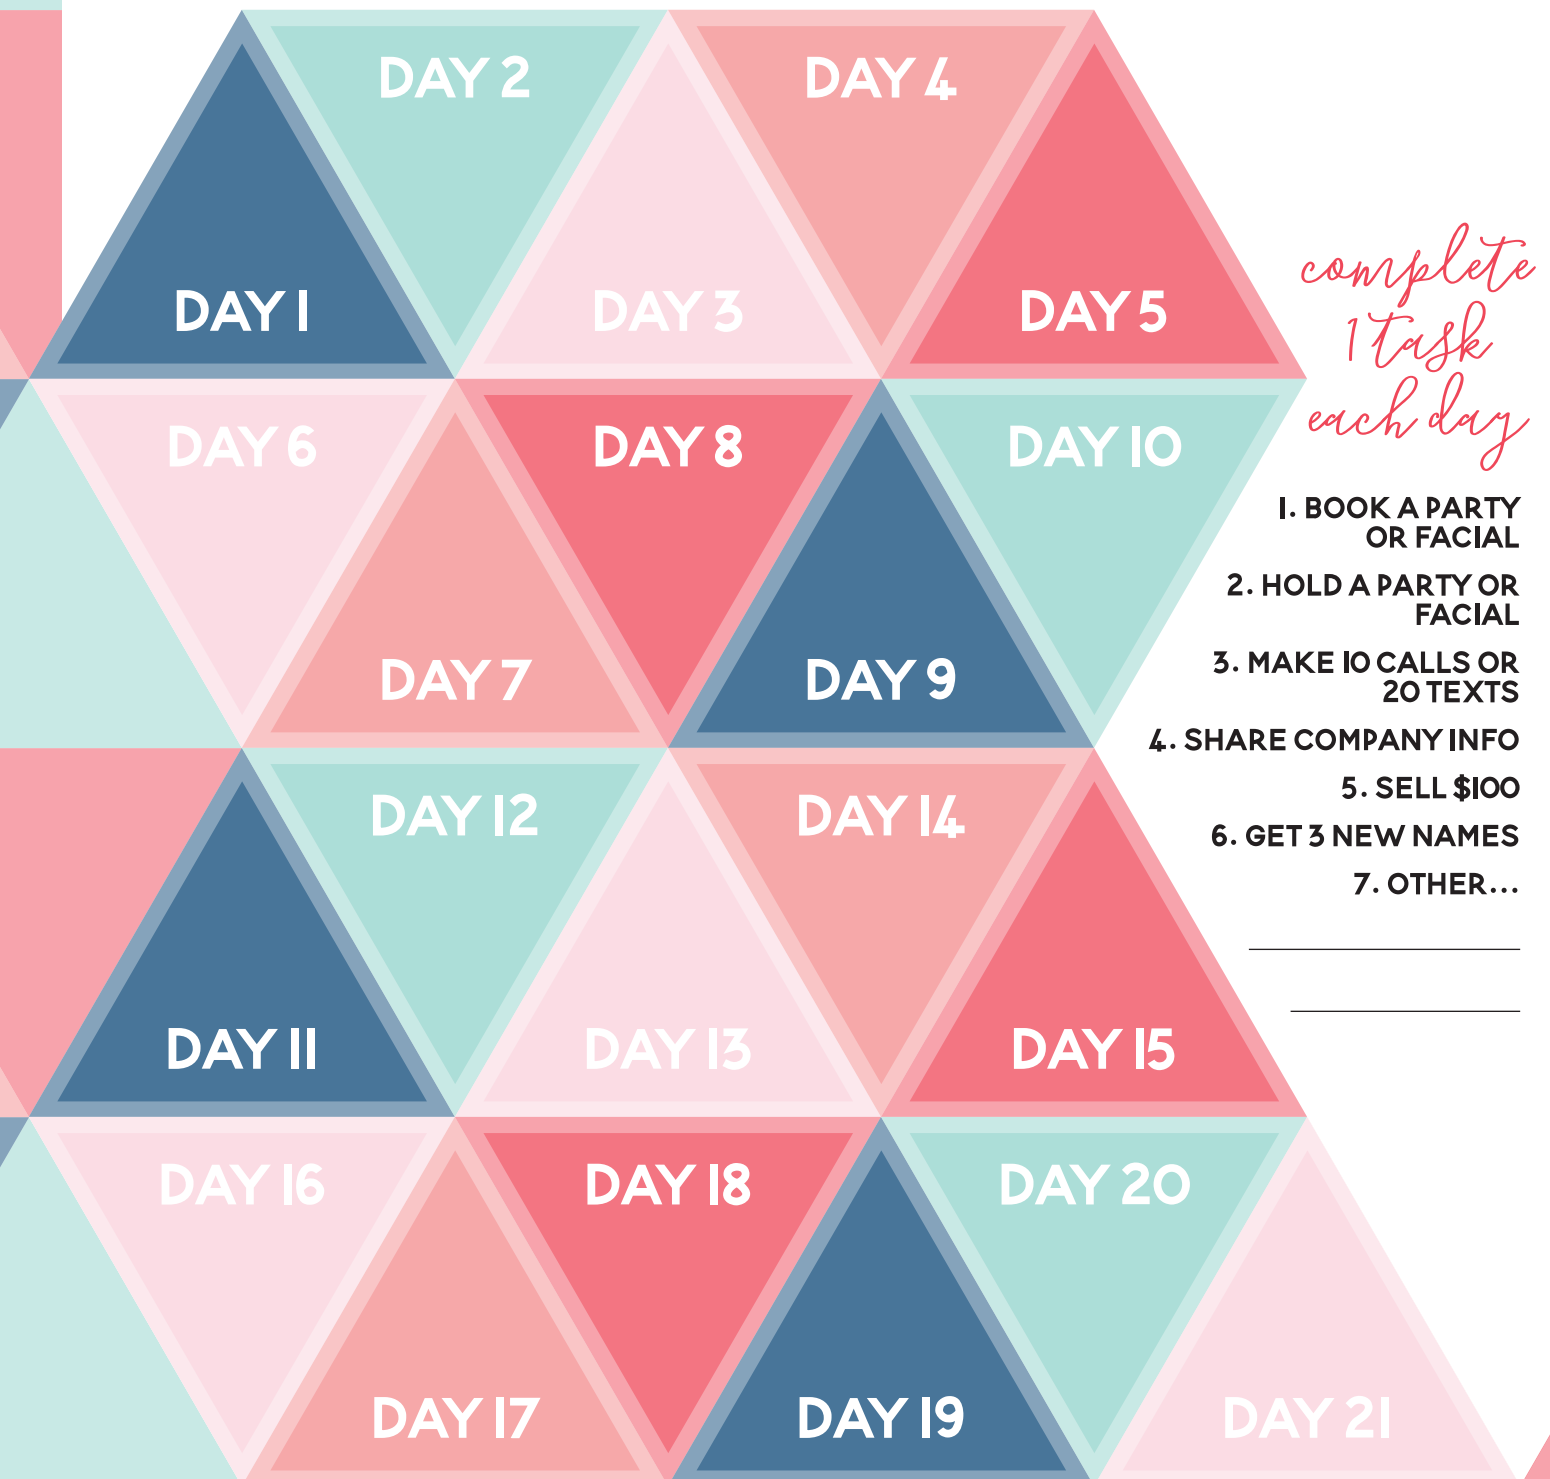 DAY 2
DAY 4
DAY 1
DAY 3
DAY 5
complete
1 task
each day
DAY 6
DAY 8
DAY 10
1. BOOK A PARTY
OR FACIAL
2. HOLD A PARTY OR
FACIAL
DAY 7
DAY 9
3. MAKE 10 CALLS OR
20 TEXTS
4. SHARE COMPANY INFO
5. SELL $100
6. GET 3 NEW NAMES
7. OTHER...
DAY 12
DAY 14
DAY 11
DAY 13
DAY 15
DAY 16
DAY 18
DAY 20
DAY 17
DAY 19
DAY 21